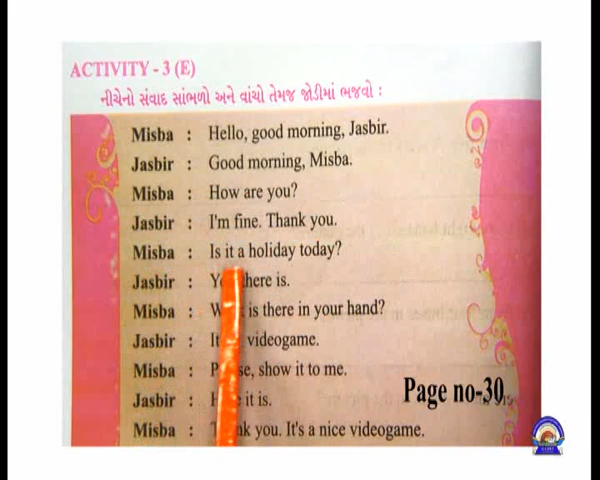 ACTIVITY - 3 (E)
નીચેનો સંવાદ સાંભળો અને વાંચો તેમજ જોડીમાં ભજવો :
Misba : Hello, good morning, Jasbir.
Jasbir : Good morning, Misba.
Misba : How are you?
Jasbir : I'm fine. Thank you.
Misba : Is it a holiday today?
Jasbir : there is.
Misba : is there in your hand?
Jasbir : videogame.
Misba : show it to me.
Jasbir : it is.
Misba : you. It's a nice videogame.
Page no-30